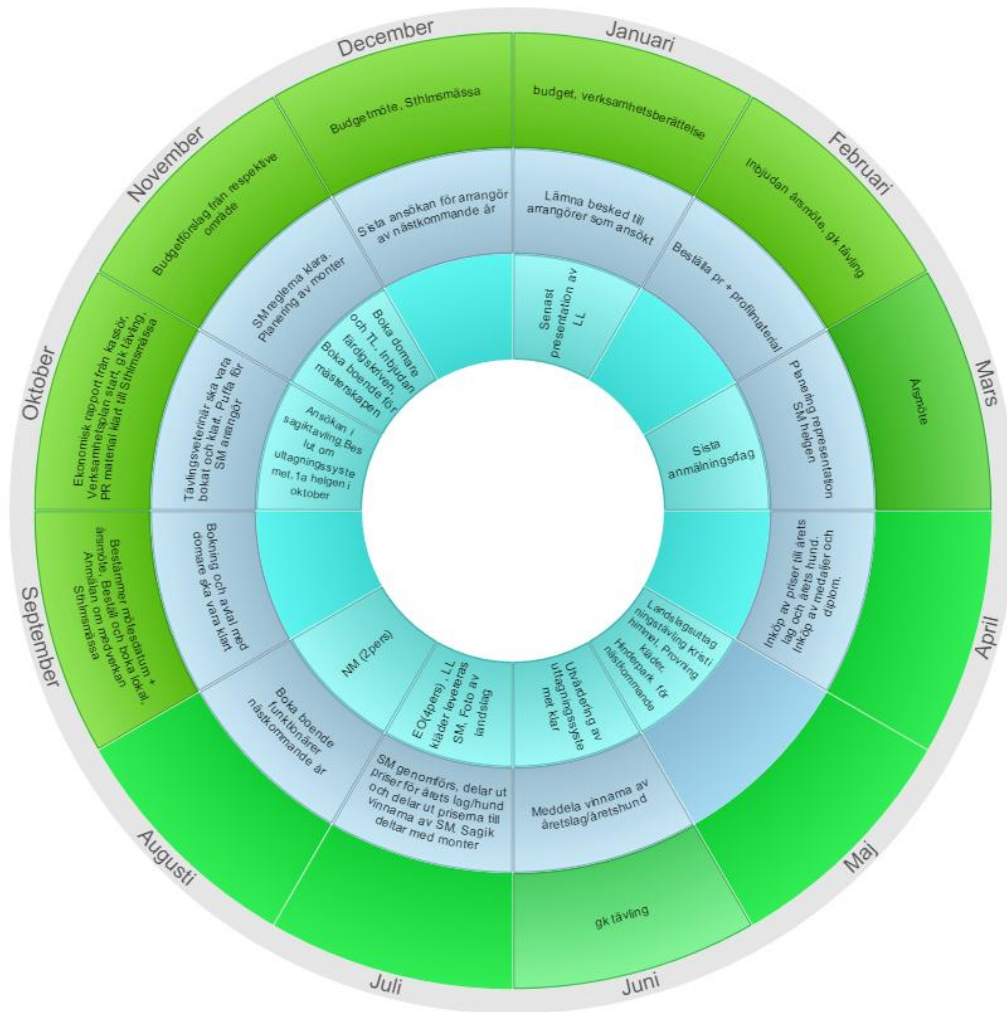 Januari
Februari
Mars
April
Maj
Juni
Juli
Augusti
September
Oktober
November
December
budget, verksamhetsberättelse
Inbjudan årsmöte, gk tävling
Årsmöte
gk tävling
Bestämmer mötesdatum +
årsmöte, Beställ och boka lokal,
Anmälan om medverkan
Sthlmsmässa
Ekonomisk rapport från kassör,
Verksamhetsplan start, gk tävling,
PR material klart till Sthlmsmässa
Budgetförslag från respektive
område
Budgetmöte, Sthlmsmässa
Lämna besked till
arrangörer som ansökt
Beställa pr + profilmaterial
Planering representation
SM helgen
Inköp av priser till årets
lag och årets hund.
Inköp av medaljer och
diplom.
Meddela vinnarna av
åretslag/åretshund
SM genomförs, delar ut
priser för årets lag/hund
och delar ut priserna till
vinnarna av SM. Sagik
deltar med monter
Boka boende
funktionärer
nästkommande år
Bokning och avtal med
domare ska vara klart
Tävlingsveterinär ska vara
bokat och klart. Puffa för
SM arrangör
SM reglerna klara.
Planering av monter
Sista ansökan för arrangör
av nästkommande år
Senast
presentation av
LL
Sista
anmälningsdag
Landslagsuttag
ningstävling Kristi
himmel. Provning
kläder.
Hinderpark för
nästkommande
Utvärdering av
uttagningssyste
met klar
EO(4pers) , LL
kläder levereras
SM, Foto av
landslag
NM (2pers)
Ansökan i
sagiktavling.Bes
lut om
ultagningssyste
met.1a helgen i
oktober
Boka domare
och TL. Inbjudan
färdigskriven,
Boka boende för
mästerskapen